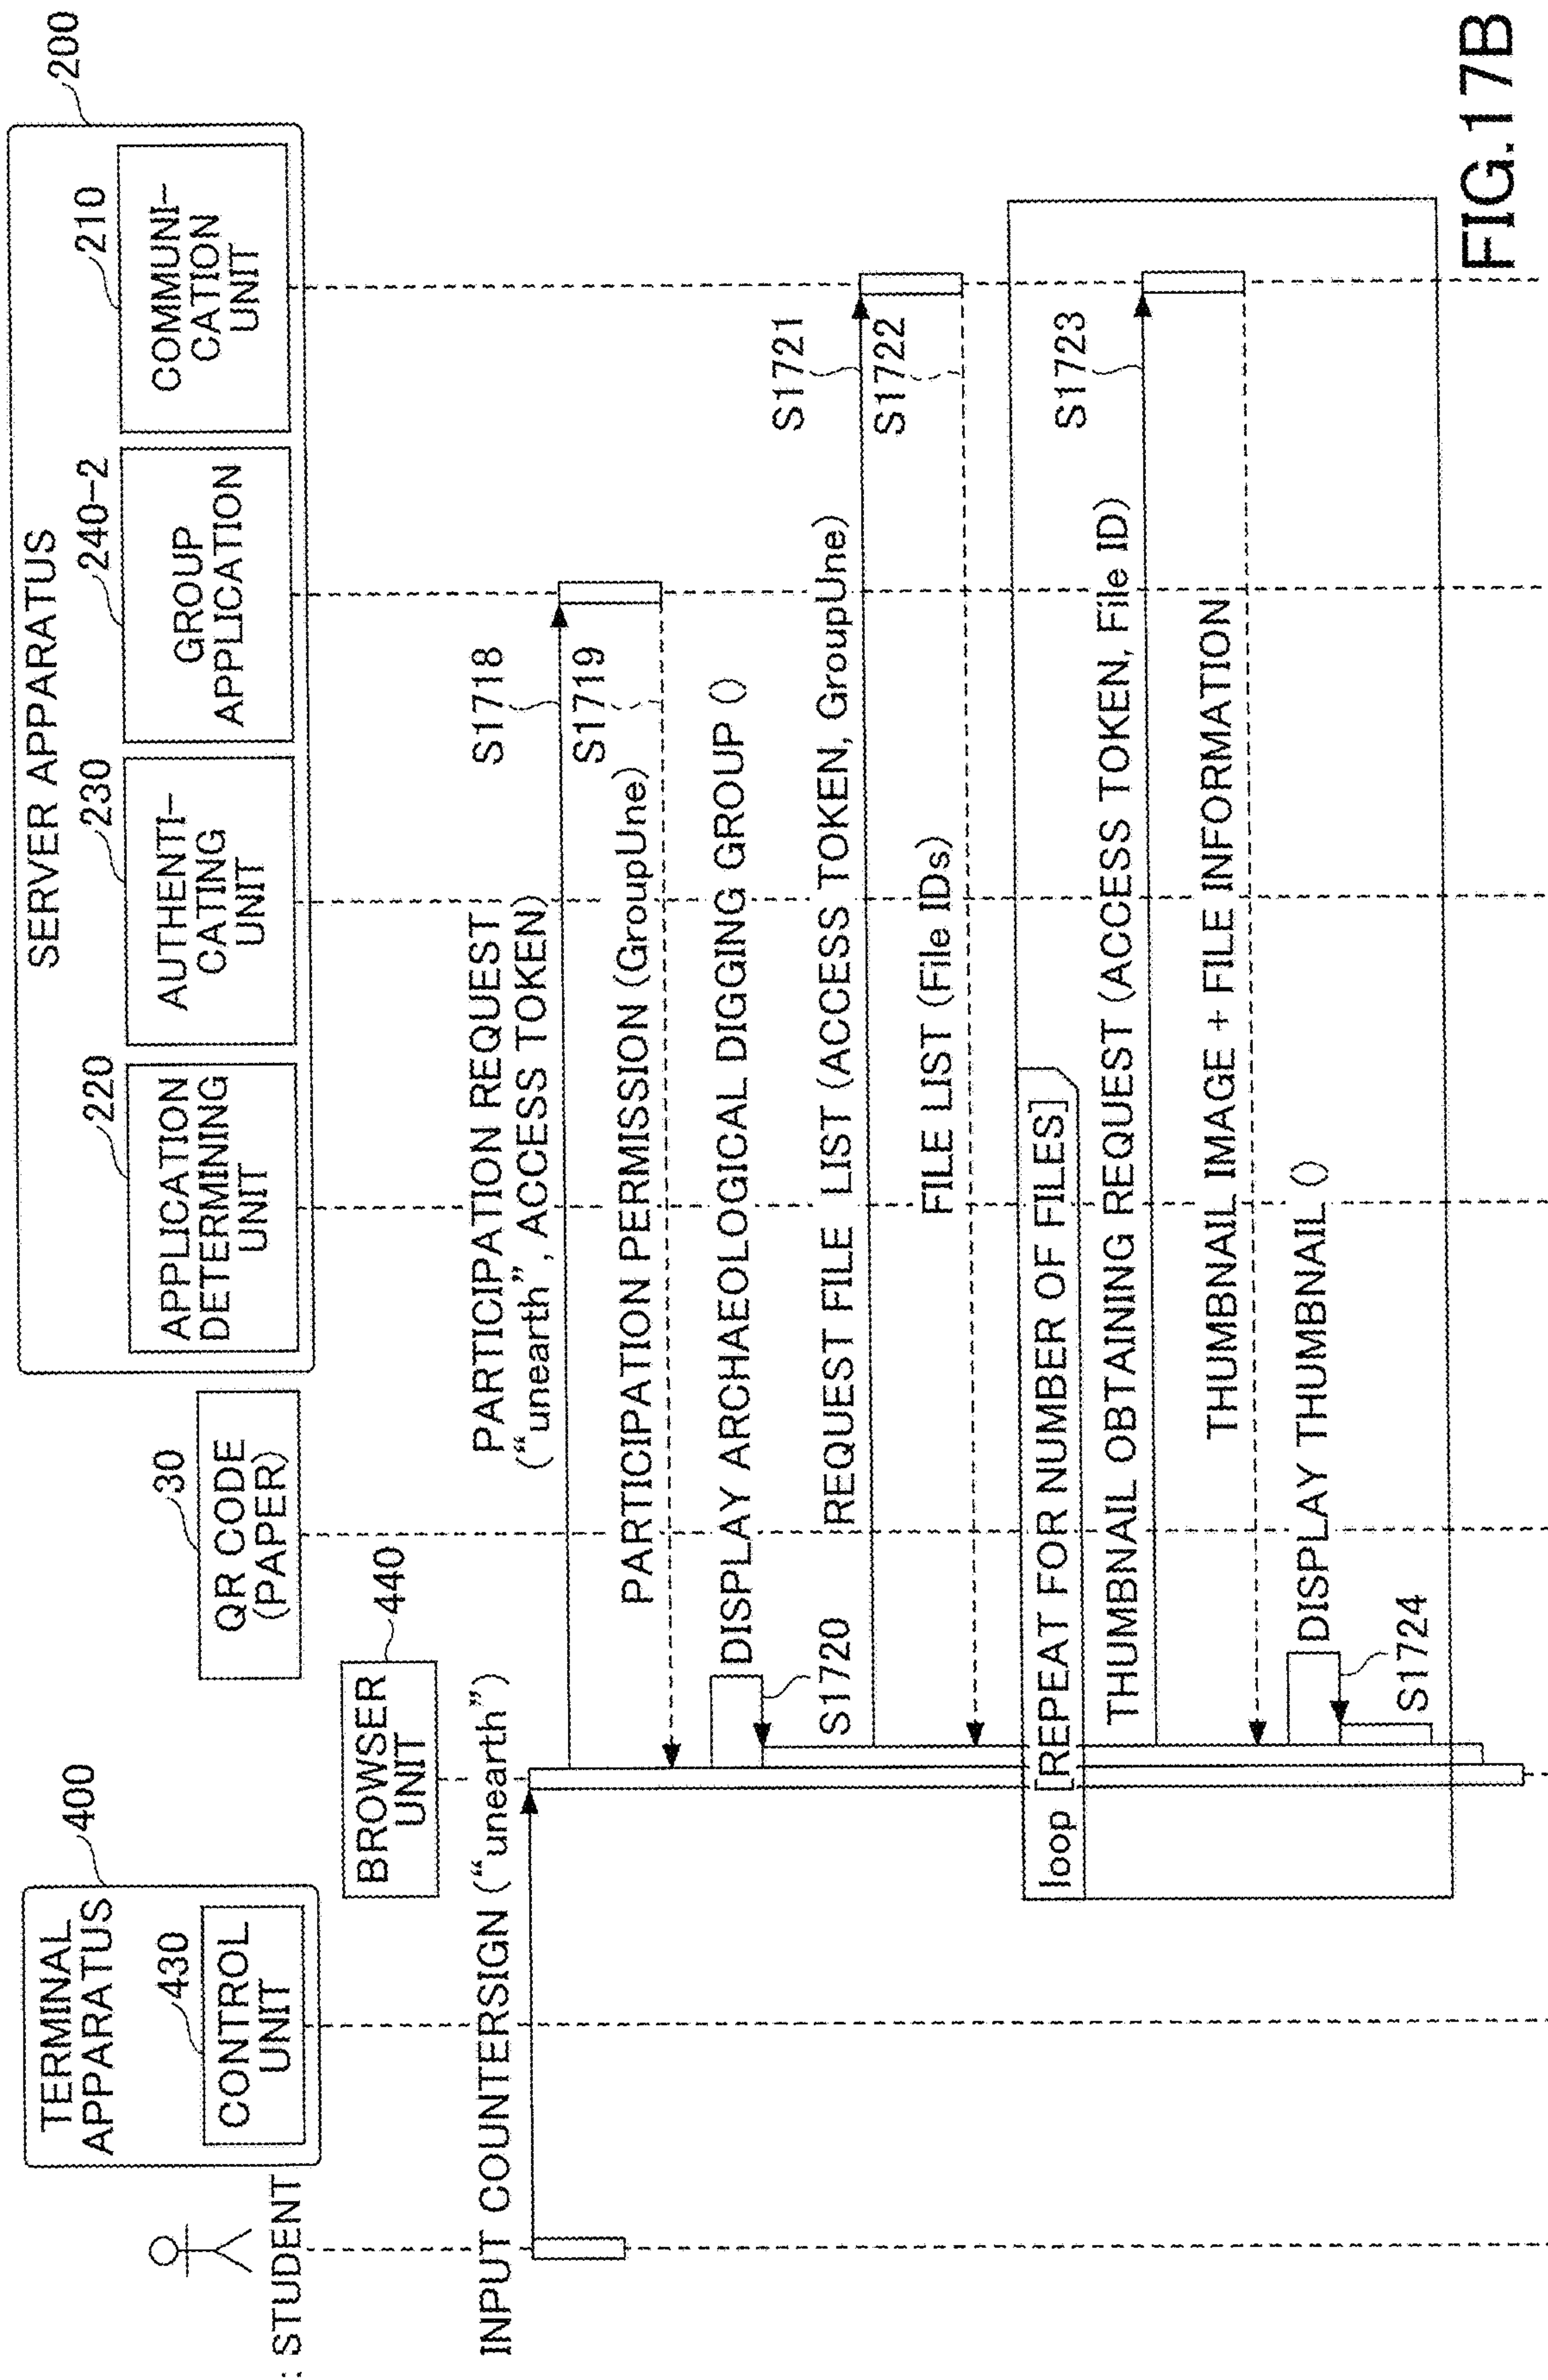 SERVER APPARATUS
200
TERMINAL
APPARATUS
400
430
CONTROL
UNIT
: STUDENT
BROWSER
UNIT
440
30
QR CODE
(PAPER)
220
APPLICATION
DETERMINING
UNIT
230
AUTHENTI-
CATING
UNIT
240-2
GROUP
APPLICATION
210
COMMUNI-
CATION
UNIT
INPUT COUNTERSIGN (“unearth”)
PARTICIPATION REQUEST
(“unearth”, ACCESS TOKEN)
S1718
PARTICIPATION PERMISSION (GroupUne)
S1719
DISPLAY ARCHAEOLOGICAL DIGGING GROUP ()
S1720
REQUEST FILE LIST (ACCESS TOKEN, GroupUne)
S1721
FILE LIST (File IDs)
S1722
loop [REPEAT FOR NUMBER OF FILES]
THUMBNAIL OBTAINING REQUEST (ACCESS TOKEN, File ID)
S1723
THUMBNAIL IMAGE + FILE INFORMATION
DISPLAY THUMBNAIL ()
S1724
FIG.17B